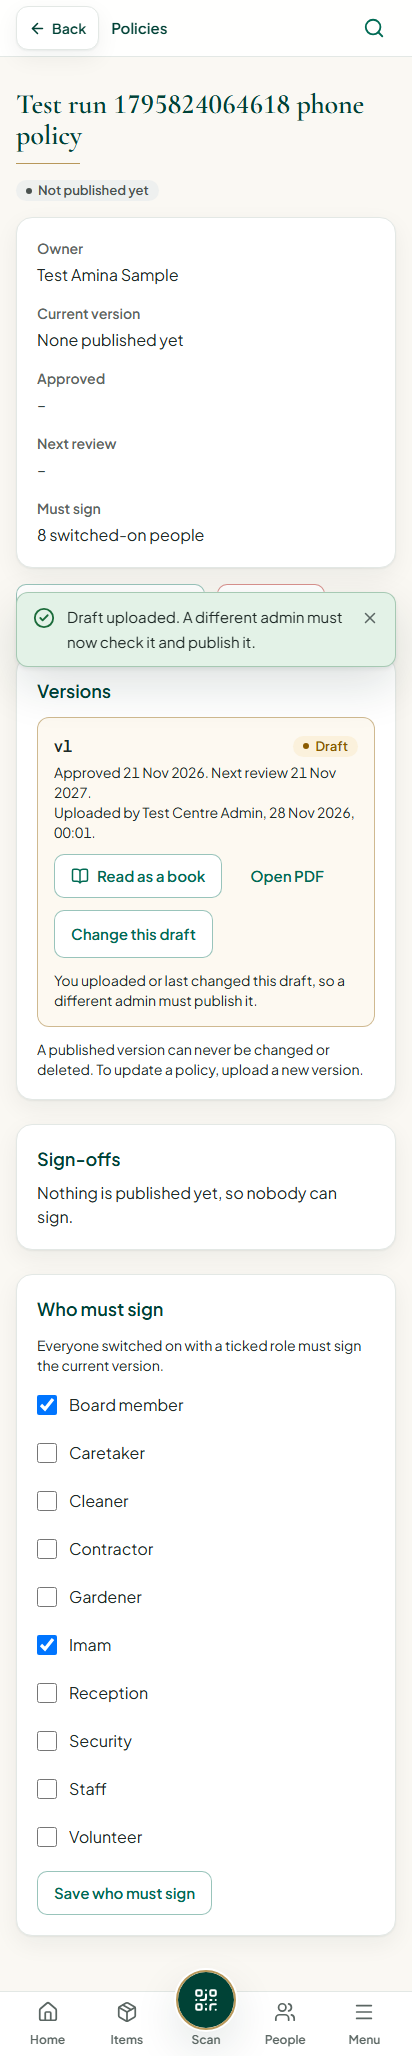 Back
Policies
Test run 1795824064618 phone
policy
Not published yet
Owner
Test Amina Sample
Current version
None published yet
Approved
–
Next review
–
Must sign
8 switched-on people
Draft uploaded. A different admin must
now check it and publish it.
Versions
v1
Draft
Approved 21 Nov 2026. Next review 21 Nov
2027.
Uploaded by Test Centre Admin, 28 Nov 2026,
00:01.
Read as a book
Open PDF
Change this draft
You uploaded or last changed this draft, so a
different admin must publish it.
A published version can never be changed or
deleted. To update a policy, upload a new version.
Sign-offs
Nothing is published yet, so nobody can
sign.
Who must sign
Everyone switched on with a ticked role must sign
the current version.
Board member
Caretaker
Cleaner
Contractor
Gardener
Imam
Reception
Security
Staff
Volunteer
Save who must sign
Home
Items
Scan
People
Menu